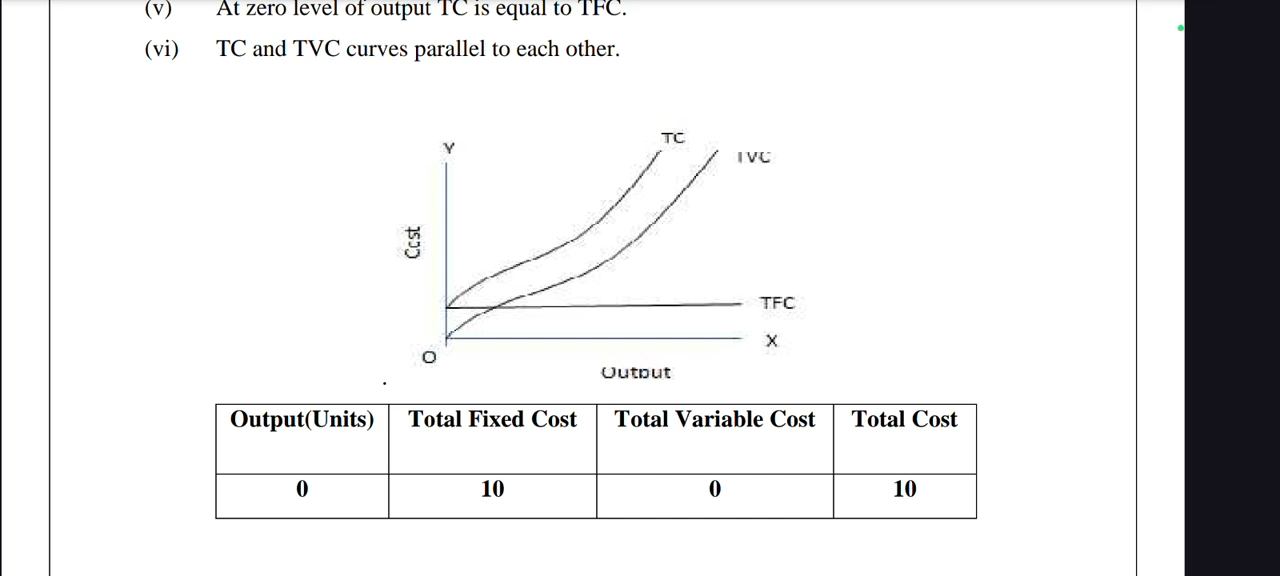 (v) At zero level of output TC is equal to TFC.
(vi) TC and TVC curves parallel to each other.
TC
Y
TVC
Cost
TFC
X
O
Output
Output(Units) Total Fixed Cost Total Variable Cost Total Cost
0 10 0 10